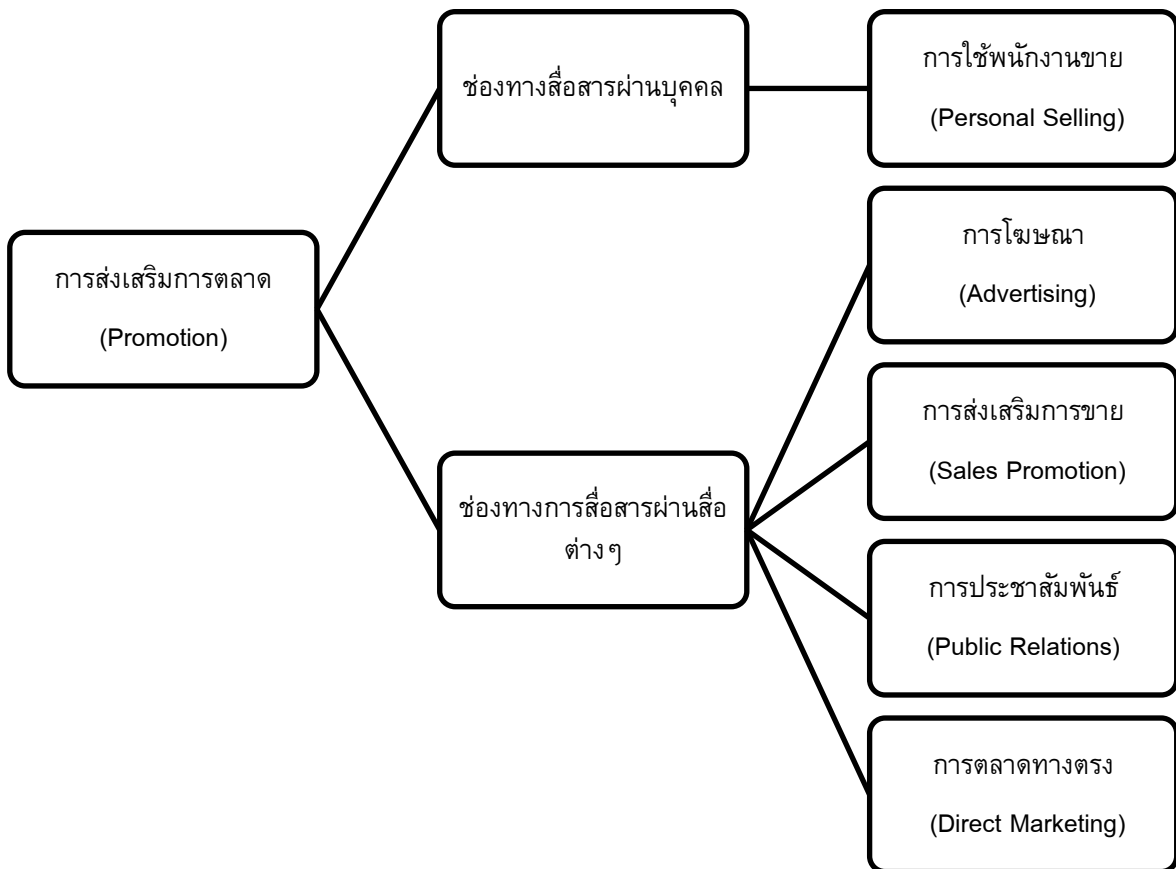 การส่งเสริมการตลาด
(Promotion)
ช่องทางสื่อสารผ่านบุคคล
การใช้พนักงานขาย
(Personal Selling)
ช่องทางการสื่อสารผ่านสื่อ
ต่างๆ
การโฆษณา
(Advertising)
การส่งเสริมการขาย
(Sales Promotion)
การประชาสัมพันธ์
(Public Relations)
การตลาดทางตรง
(Direct Marketing)